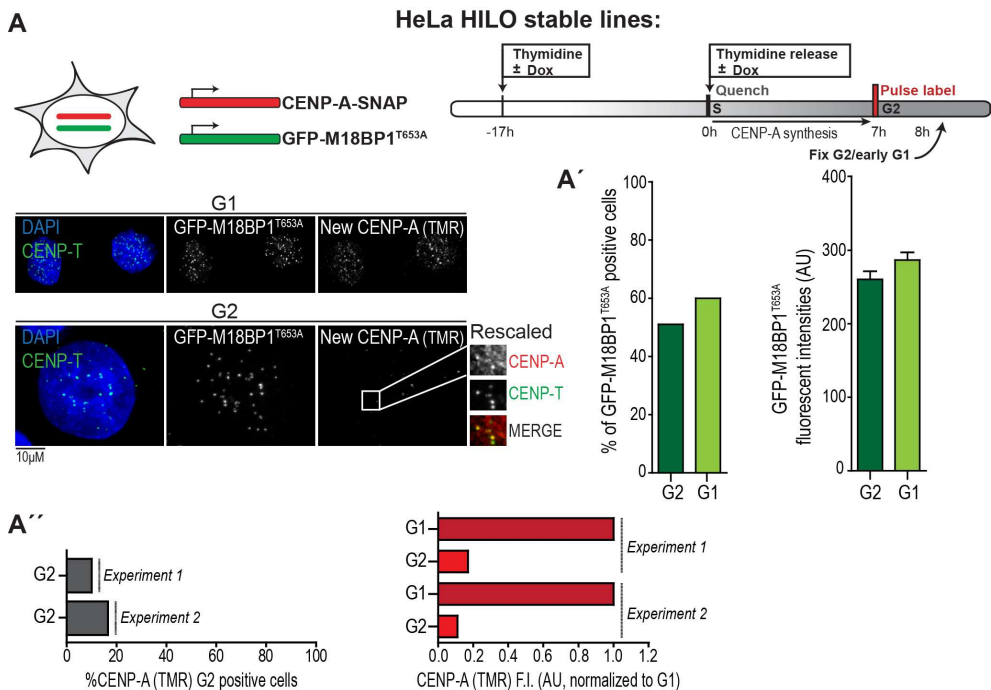 HeLa HILO stable lines:
A
CENP-A-SNAP
GFP-M18BP1T653A
Thymidine
± Dox
Thymidine release
± Dox
Quench
Pulse label
S
G2
-17h
0h
CENP-A synthesis
7h
8h
Fix G2/early G1
G1
DAPI
CENP-T
GFP-M18BP1T653A
New CENP-A (TMR)
G2
DAPI
CENP-T
GFP-M18BP1T653A
New CENP-A (TMR)
Rescaled
CENP-A
CENP-T
MERGE
10µM
A´
% of GFP-M18BP1T653A positive cells
100
80
60
40
20
0
G2
G1
GFP-M18BP1T653A
fluorescent intensities (AU)
400
300
200
100
0
G2
G1
A´´
G2
Experiment 1
G2
Experiment 2
0
20
40
60
80
100
%CENP-A (TMR) G2 positive cells
G1
G2
Experiment 1
G1
G2
Experiment 2
0.0
0.2
0.4
0.6
0.8
1.0
1.2
CENP-A (TMR) F.I. (AU, normalized to G1)